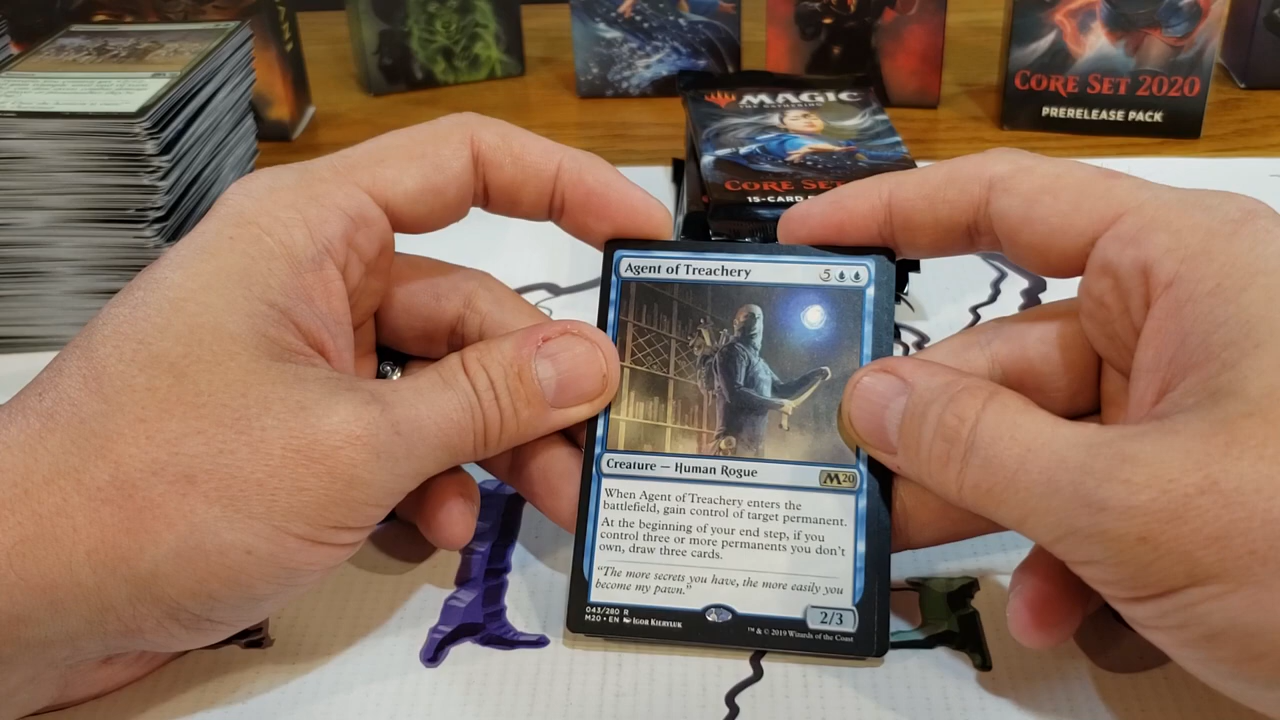 CORE SET 2020
PRERELEASE PACK
MAGIC
THE GATHERING
CORE SE
15-CARD
Agent of Treachery 5
Creature — Human Rogue M20
When Agent of Treachery enters the
battlefield, gain control of target permanent.
At the beginning of your end step, if you
control three or more permanents you don't
own, draw three cards.
"The more secrets you have, the more easily you
become my pawn."
2/3
043/280 R
M20 • EN Igor Kieryluk
™ & © 2019 Wizards of the Coast